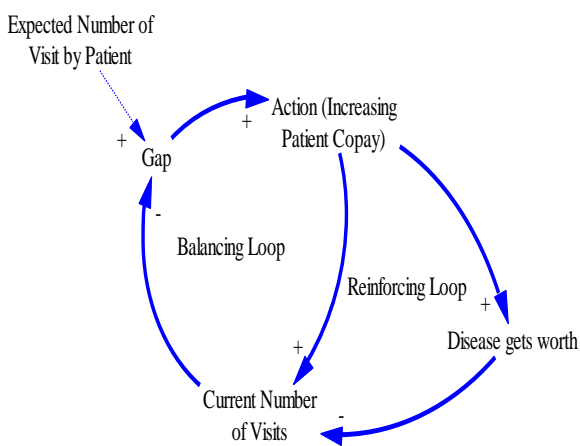 Expected Number of
Visit by Patient
+
+
Action (Increasing
Patient Copay)
Gap
-
Balancing Loop
Reinforcing Loop
+
Disease gets worth
+
Current Number
of Visits
-